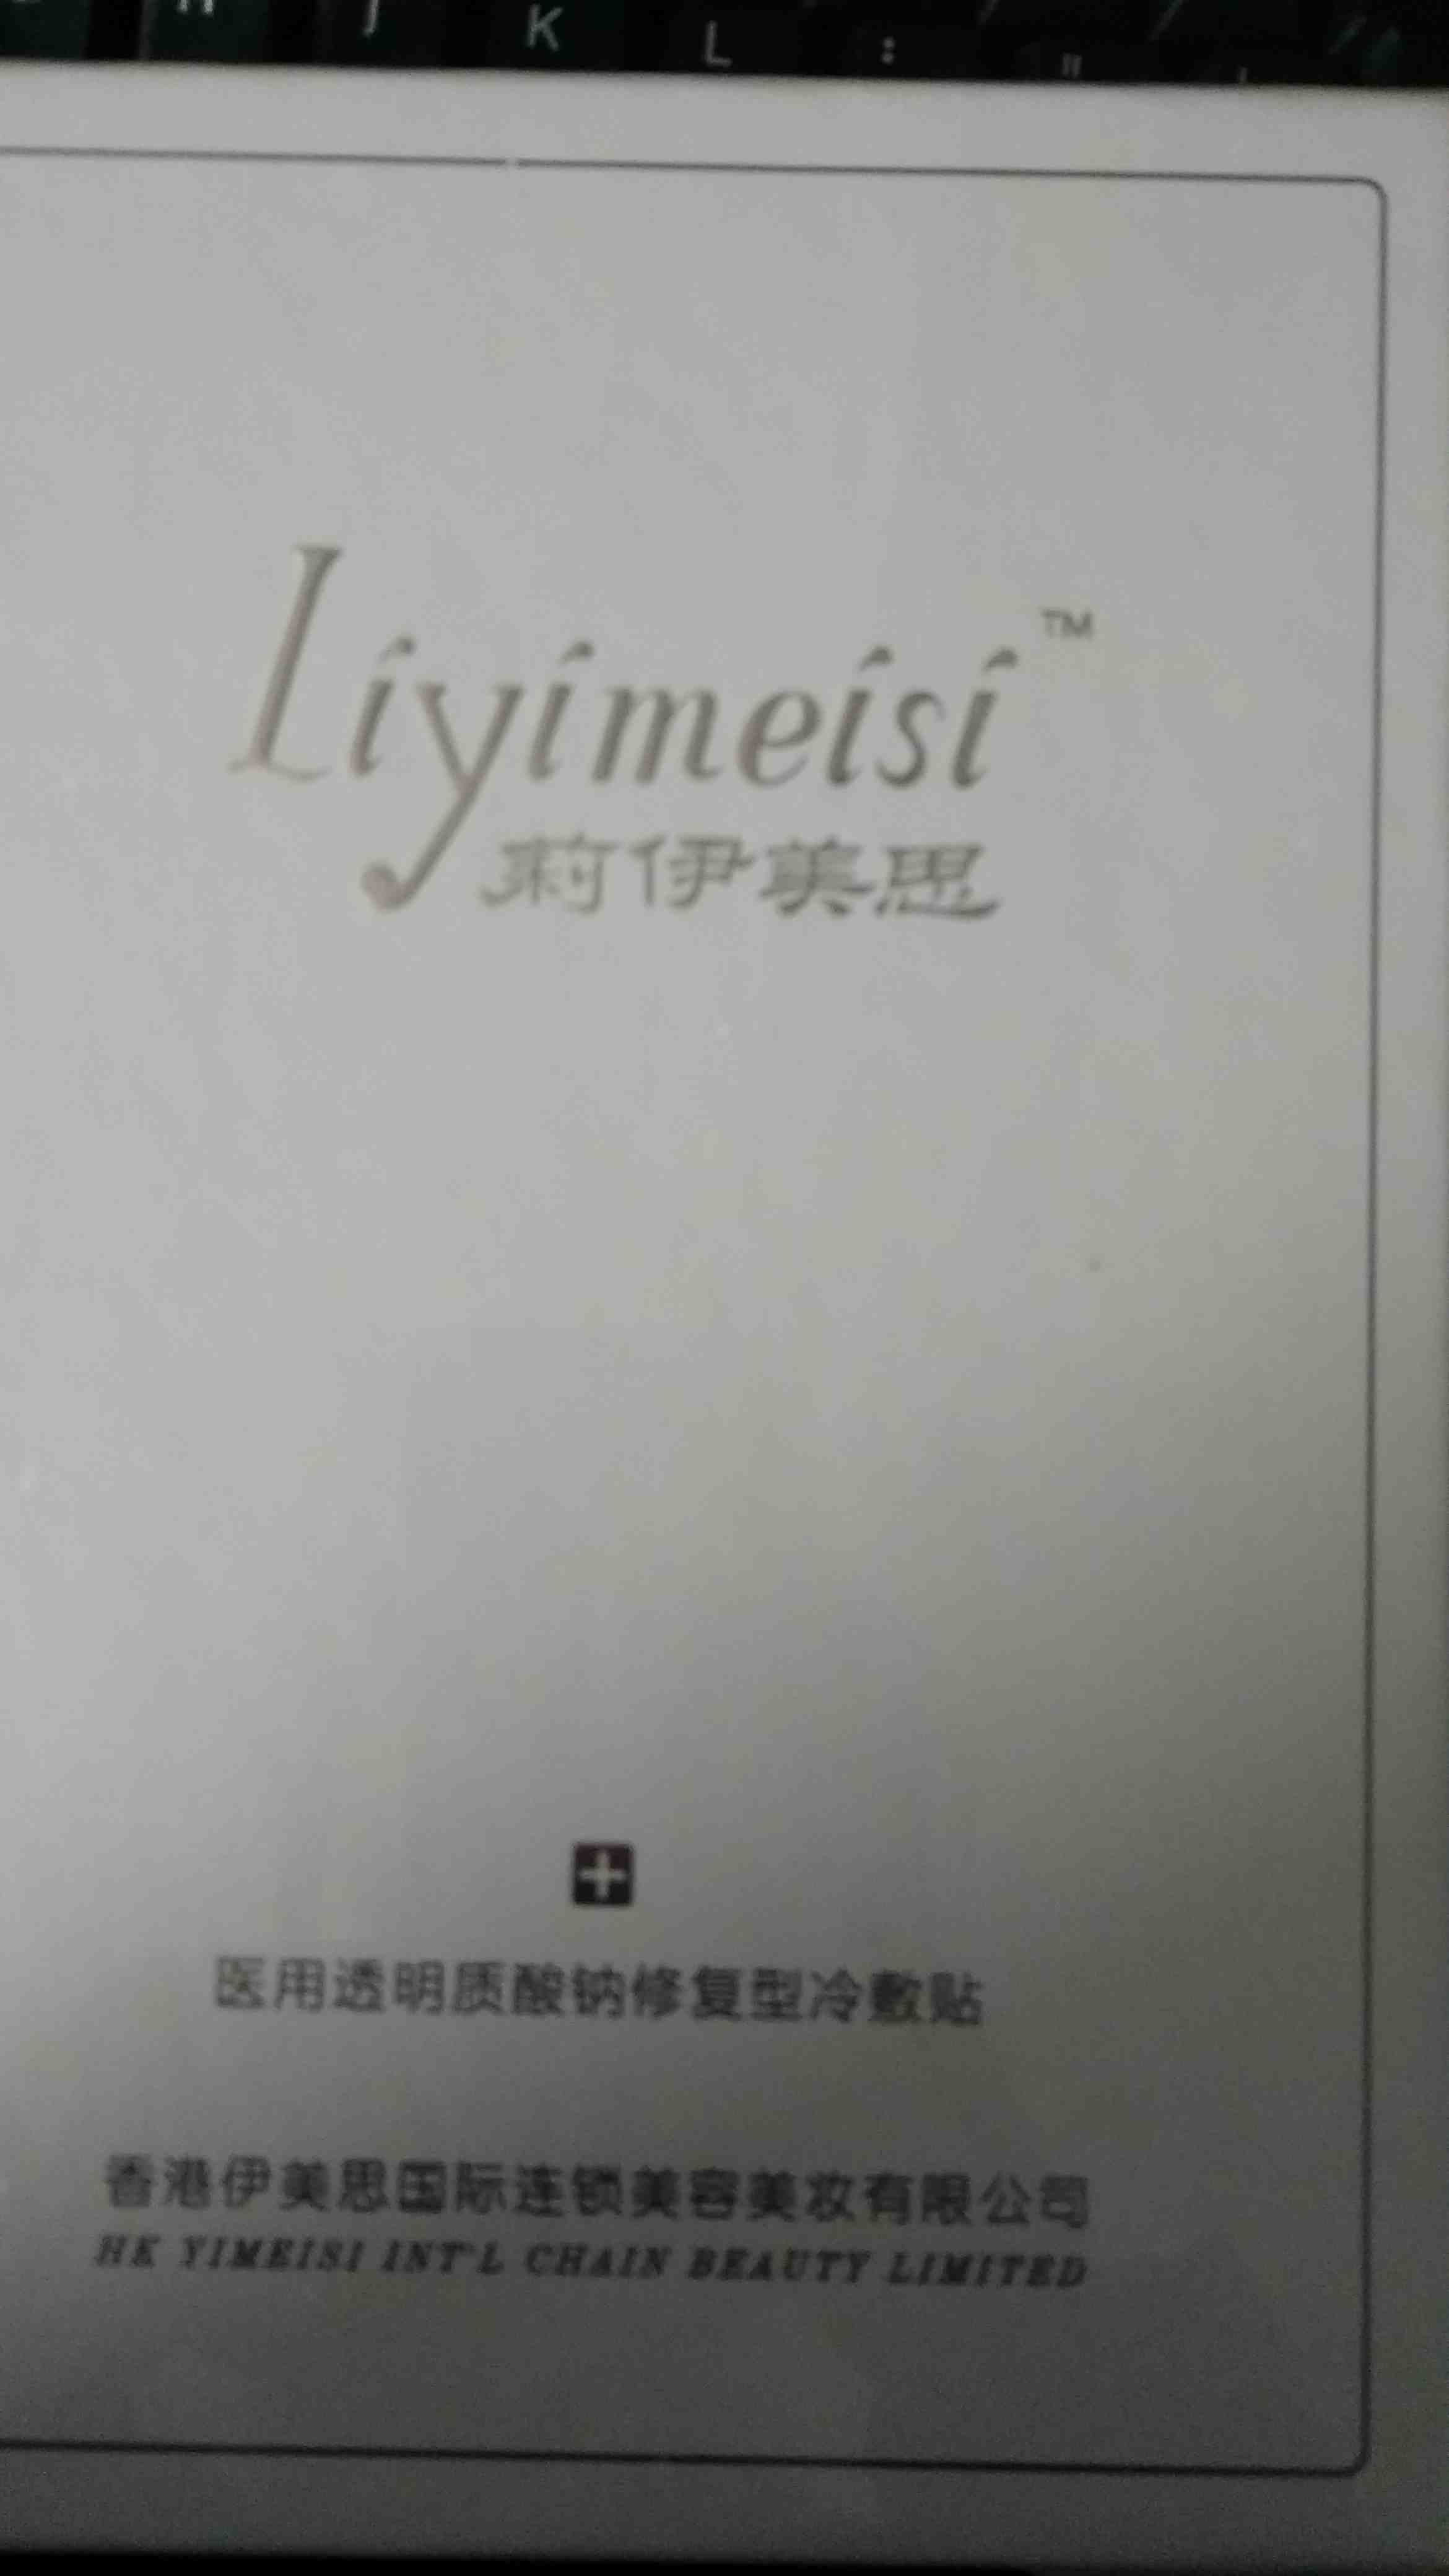 K L :
Liyimeisi TM
莉伊美思
医用透明质酸钠修复型冷敷贴
香港伊美思国际连锁美容美妆有限公司
HK YIMEISI INT'L CHAIN BEAUTY LIMITED